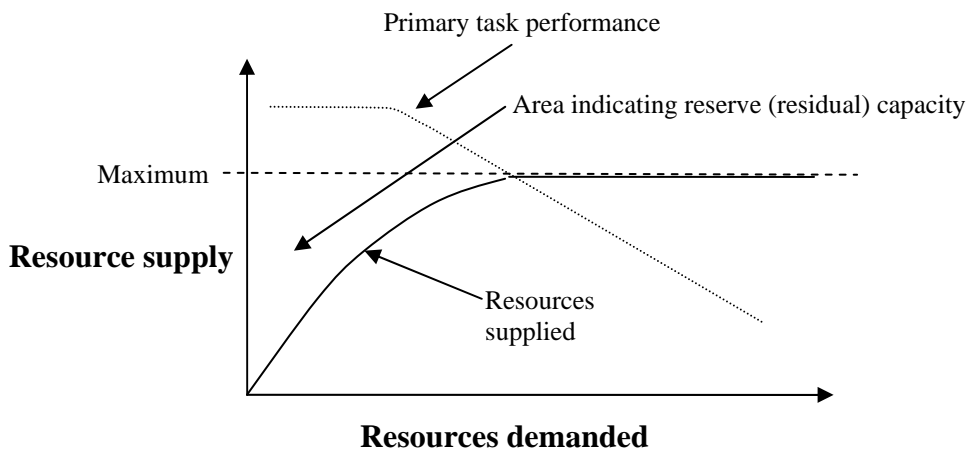 Primary task performance
Area indicating reserve (residual) capacity
Maximum
Resource supply
Resources
supplied
Resources demanded